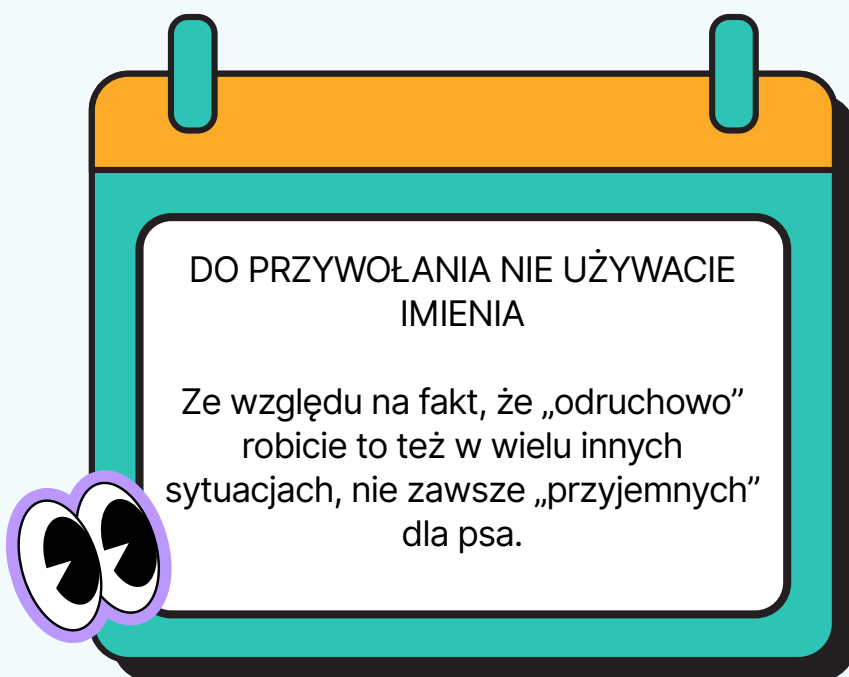 DO PRZYWOŁANIA NIE UŻYWACIE
IMIENIA
Ze względu na fakt, że „odruchowo”
robicie to też w wielu innych
sytuacjach, nie zawsze „przyjemnych”
dla psa.